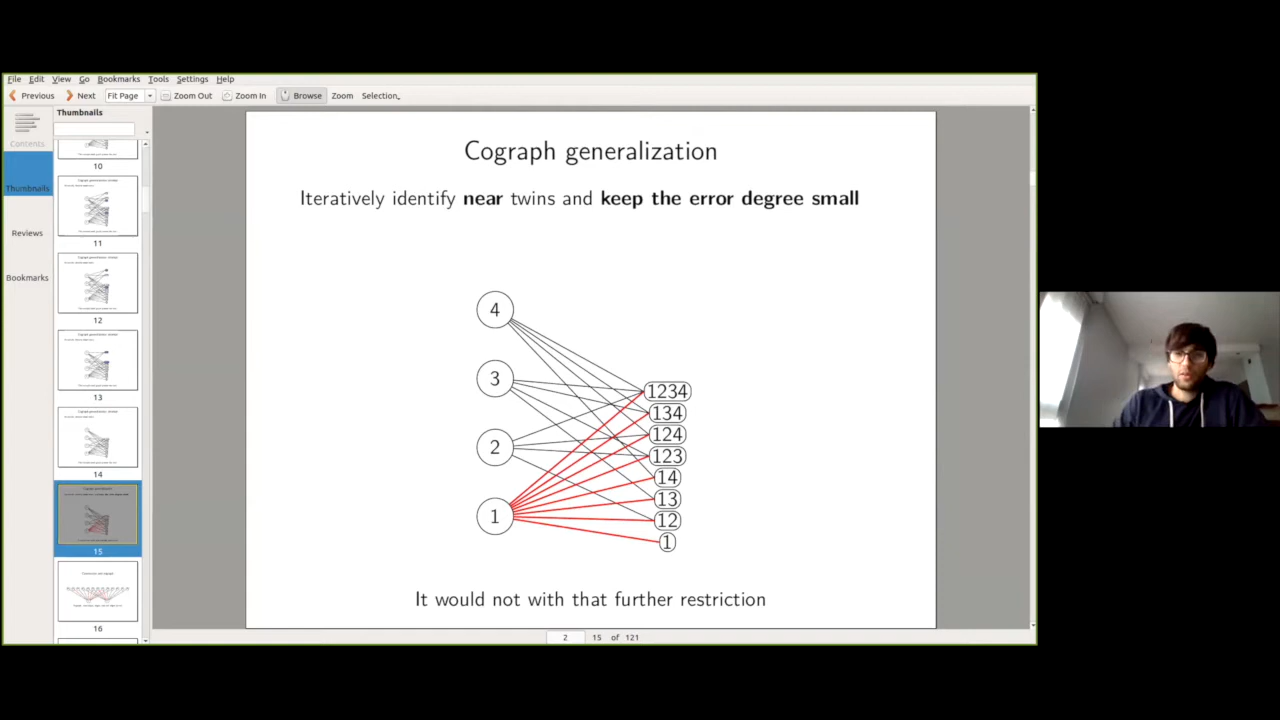 File Edit View Go Bookmarks Tools Settings Help
Previous Next Fit Page Zoom Out Zoom In Browse Zoom Selection
Thumbnails
Contents
Thumbnails
Reviews
Bookmarks
10
11
12
13
14
15
16
Cograph generalization
Iteratively identify near twins and keep the error degree small
4
3
2
1
1234
134
124
123
14
13
12
1
It would not with that further restriction
2 15 of 121